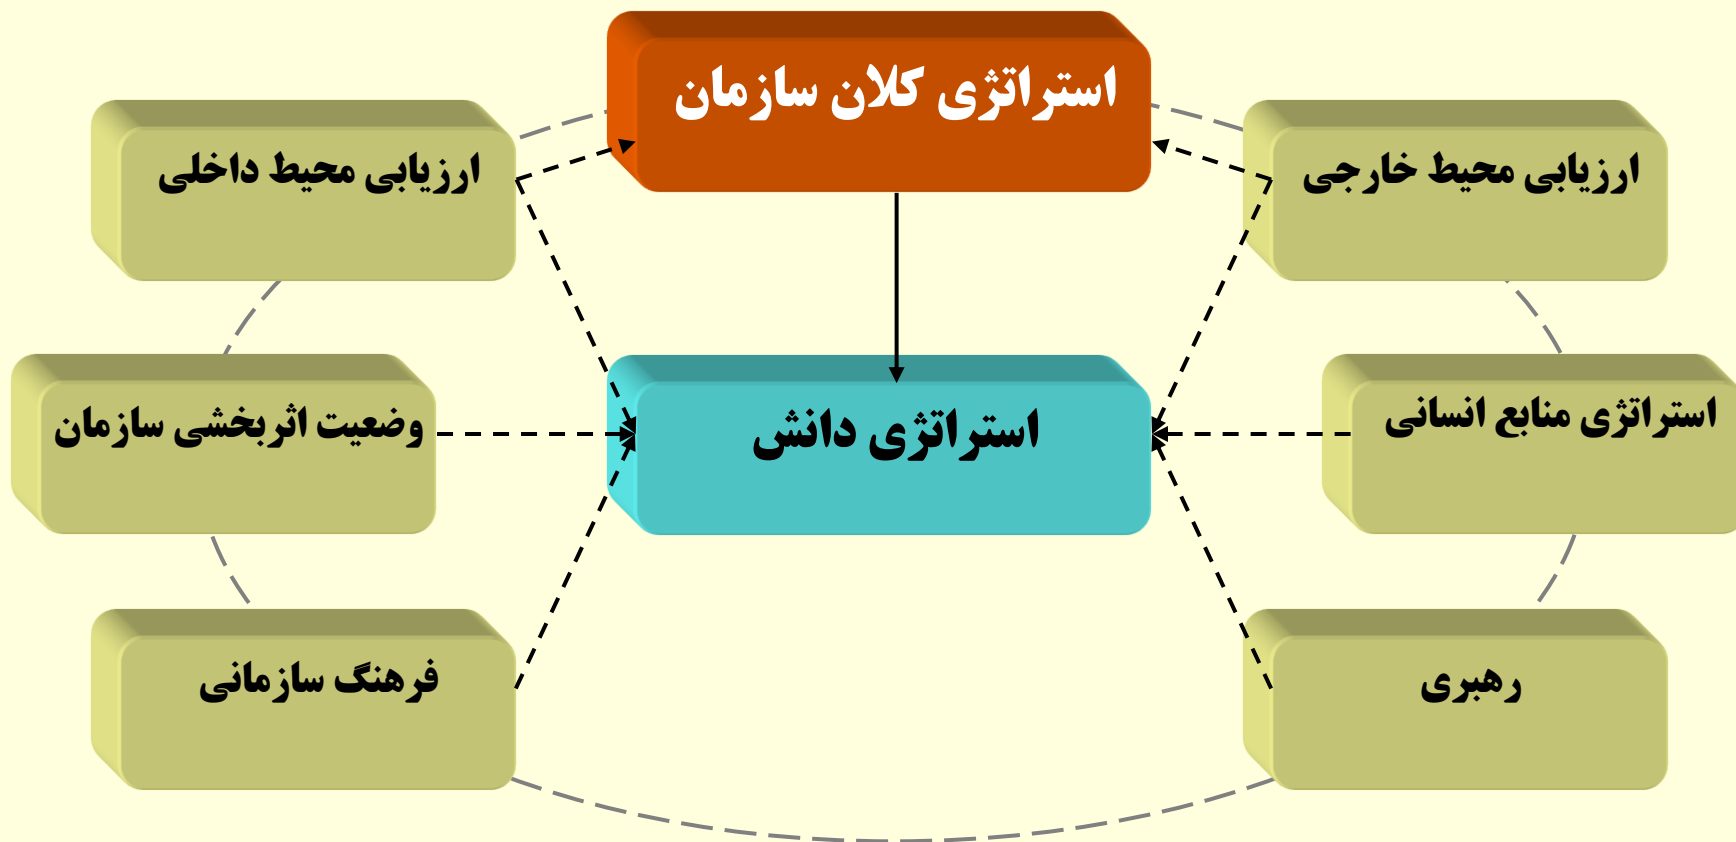 استراتژی کلان سازمان
ارزیابی محیط خارجی
ارزیابی محیط داخلی
استراتژی منابع انسانی
استراتژی دانش
وضعیت اثربخشی سازمان
رهبری
فرهنگ سازمانی